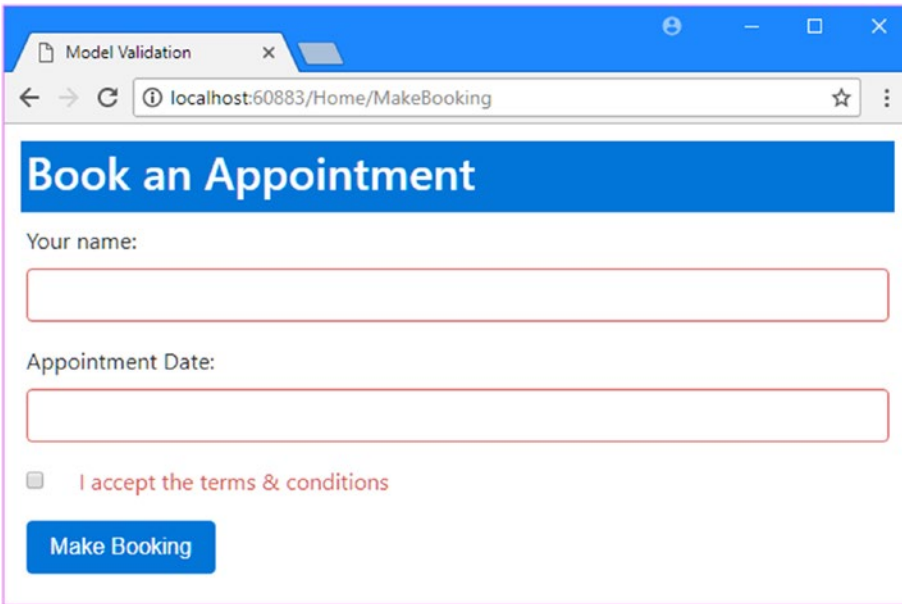 Model Validation
localhost:60883/Home/MakeBooking
Book an Appointment
Your name:
Appointment Date:
I accept the terms & conditions
Make Booking